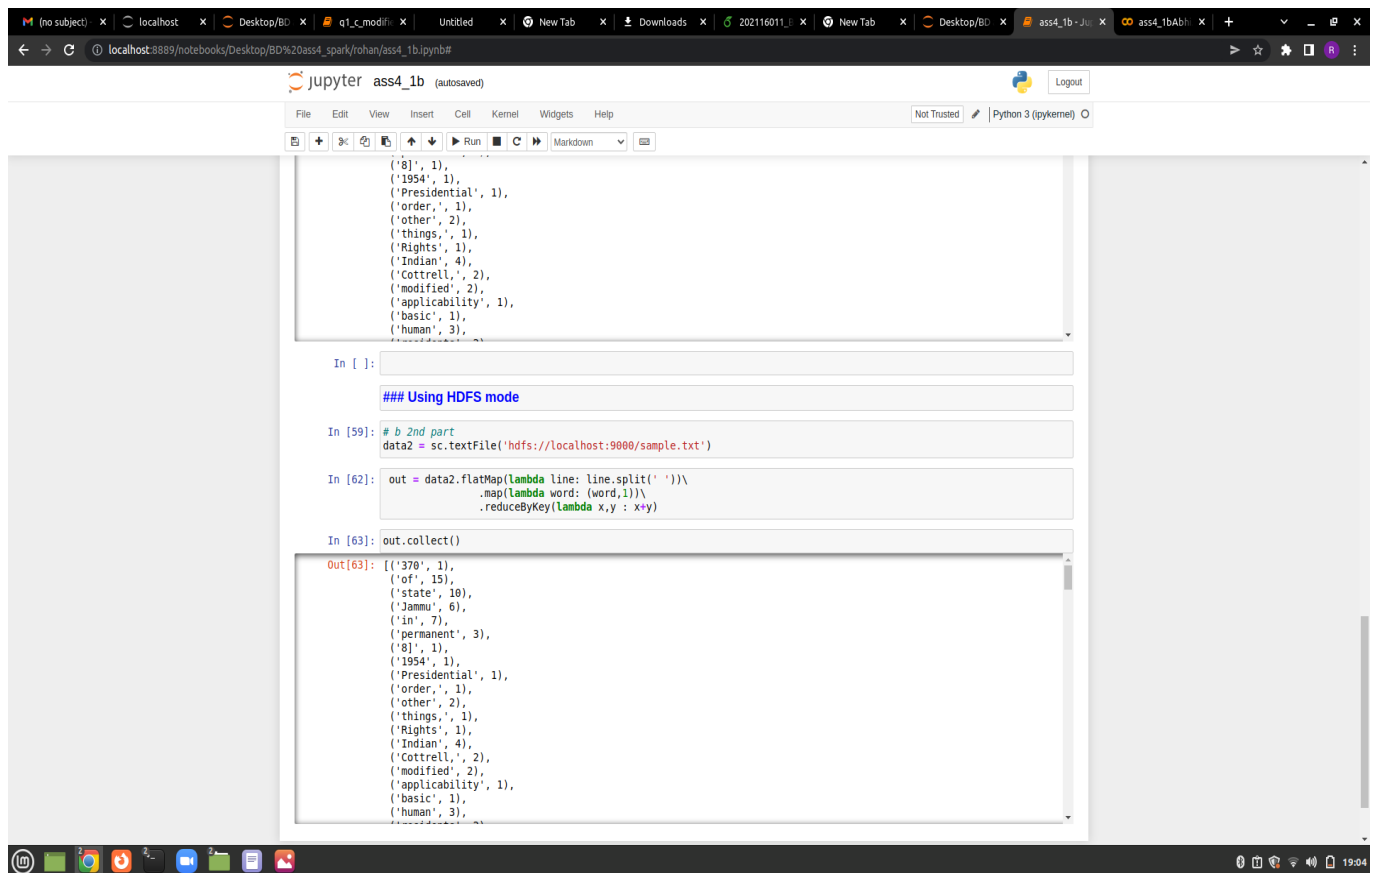 (no subject)
localhost
Desktop/BD
q1_c_modific
Untitled
New Tab
Downloads
202116011_B
New Tab
Desktop/BD
ass4_1b - Ju
ass4_1bAbhi
localhost:8889/notebooks/Desktop/BD%20ass4_spark/rohan/ass4_1b.ipynb#
R
jupyter ass4_1b (autosaved)
Logout
File Edit View Insert Cell Kernel Widgets Help
Not Trusted
Python 3 (ipykernel)
Run
Markdown
('8]', 1),
('1954', 1),
('Presidential', 1),
('order,', 1),
('other', 2),
('things,', 1),
('Rights', 1),
('Indian', 4),
('Cottrell,', 2),
('modified', 2),
('applicability', 1),
('basic', 1),
('human', 3),
In [ ]:
### Using HDFS mode
In [59]: # b 2nd part
data2 = sc.textFile('hdfs://localhost:9000/sample.txt')
In [62]: out = data2.flatMap(lambda line: line.split(' '))\
.map(lambda word: (word,1))\
.reduceByKey(lambda x,y : x+y)
In [63]: out.collect()
Out[63]: [('370', 1),
('of', 15),
('state', 10),
('Jammu', 6),
('in', 7),
('permanent', 3),
('8]', 1),
('1954', 1),
('Presidential', 1),
('order,', 1),
('other', 2),
('things,', 1),
('Rights', 1),
('Indian', 4),
('Cottrell,', 2),
('modified', 2),
('applicability', 1),
('basic', 1),
('human', 3),
2
2
2
19:04